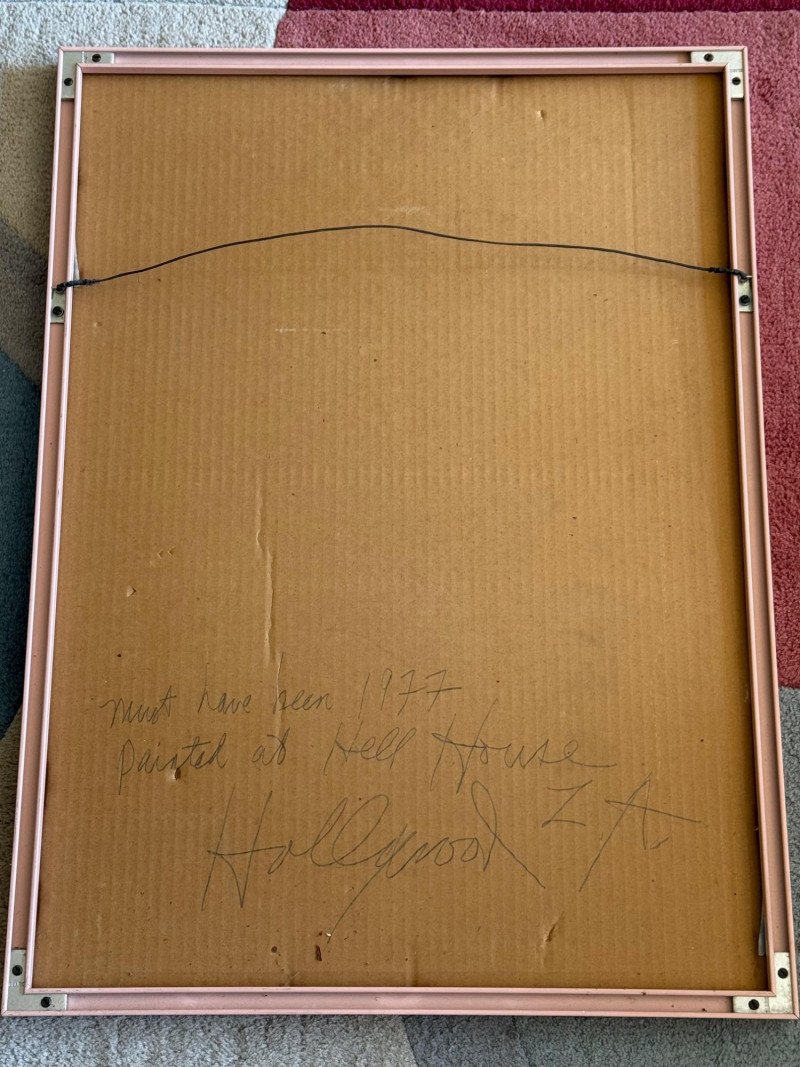 must have been 1977
painted at Hell House
Hollywood L A.